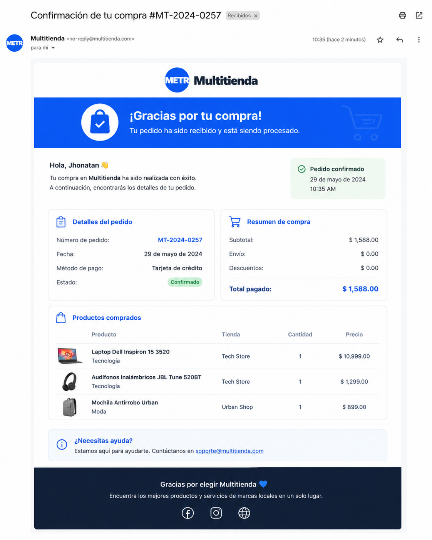 Confirmación de tu compra #MT-2024-0257 Recibidos ×
METR
Multitienda <no-reply@multitienda.com>
10:35 (hace 2 minutos)
para mí
METR Multitienda
¡Gracias por tu compra!
Tu pedido ha sido recibido y está siendo procesado.
Hola, Jhonatan 👋
Tu compra en Multitienda ha sido realizada con éxito.
A continuación, encontrarás los detalles de tu pedido.
Pedido confirmado
29 de mayo de 2024
10:35 AM
Detalles del pedido
Número de pedido: MT-2024-0257
Fecha: 29 de mayo de 2024
Método de pago: Tarjeta de crédito
Estado: Confirmado
Resumen de compra
Subtotal: $ 1,588.00
Envío: $ 0.00
Descuentos: $ 0.00
Total pagado: $ 1,588.00
Productos comprados
Producto Tienda Cantidad Precio
Laptop Dell Inspiron 15 3520
Tecnología
Tech Store 1 $ 10,999.00
Audífonos Inalámbricos JBL Tune 520BT
Tecnología
Tech Store 1 $ 1,299.00
Mochila Antirrobo Urban
Moda
Urban Shop 1 $ 899.00
¿Necesitas ayuda?
Estamos aquí para ayudarte. Contáctanos en soporte@multitienda.com
Gracias por elegir Multitienda 💙
Encuentra los mejores productos y servicios de marcas locales en un solo lugar.